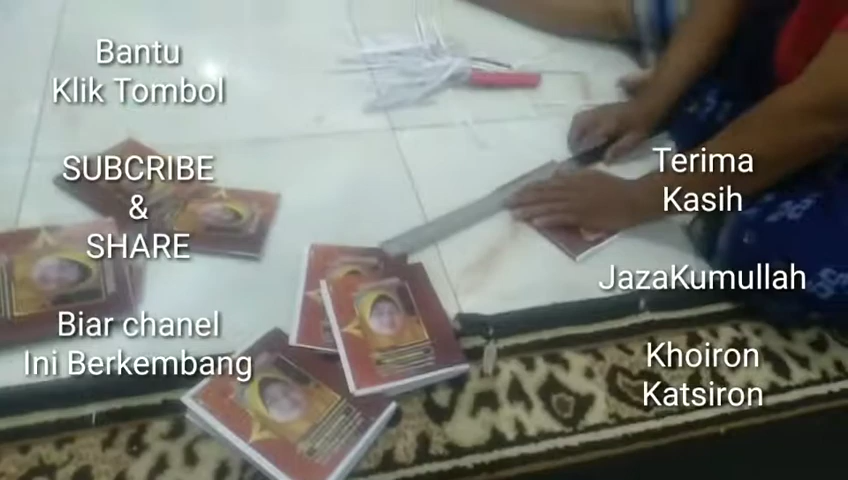 Bantu
Klik Tombol
SUBCRIBE
&
SHARE
Biar chanel
Ini Berkembang
Terima
Kasih
JazaKumullah
Khoiron
Katsiron